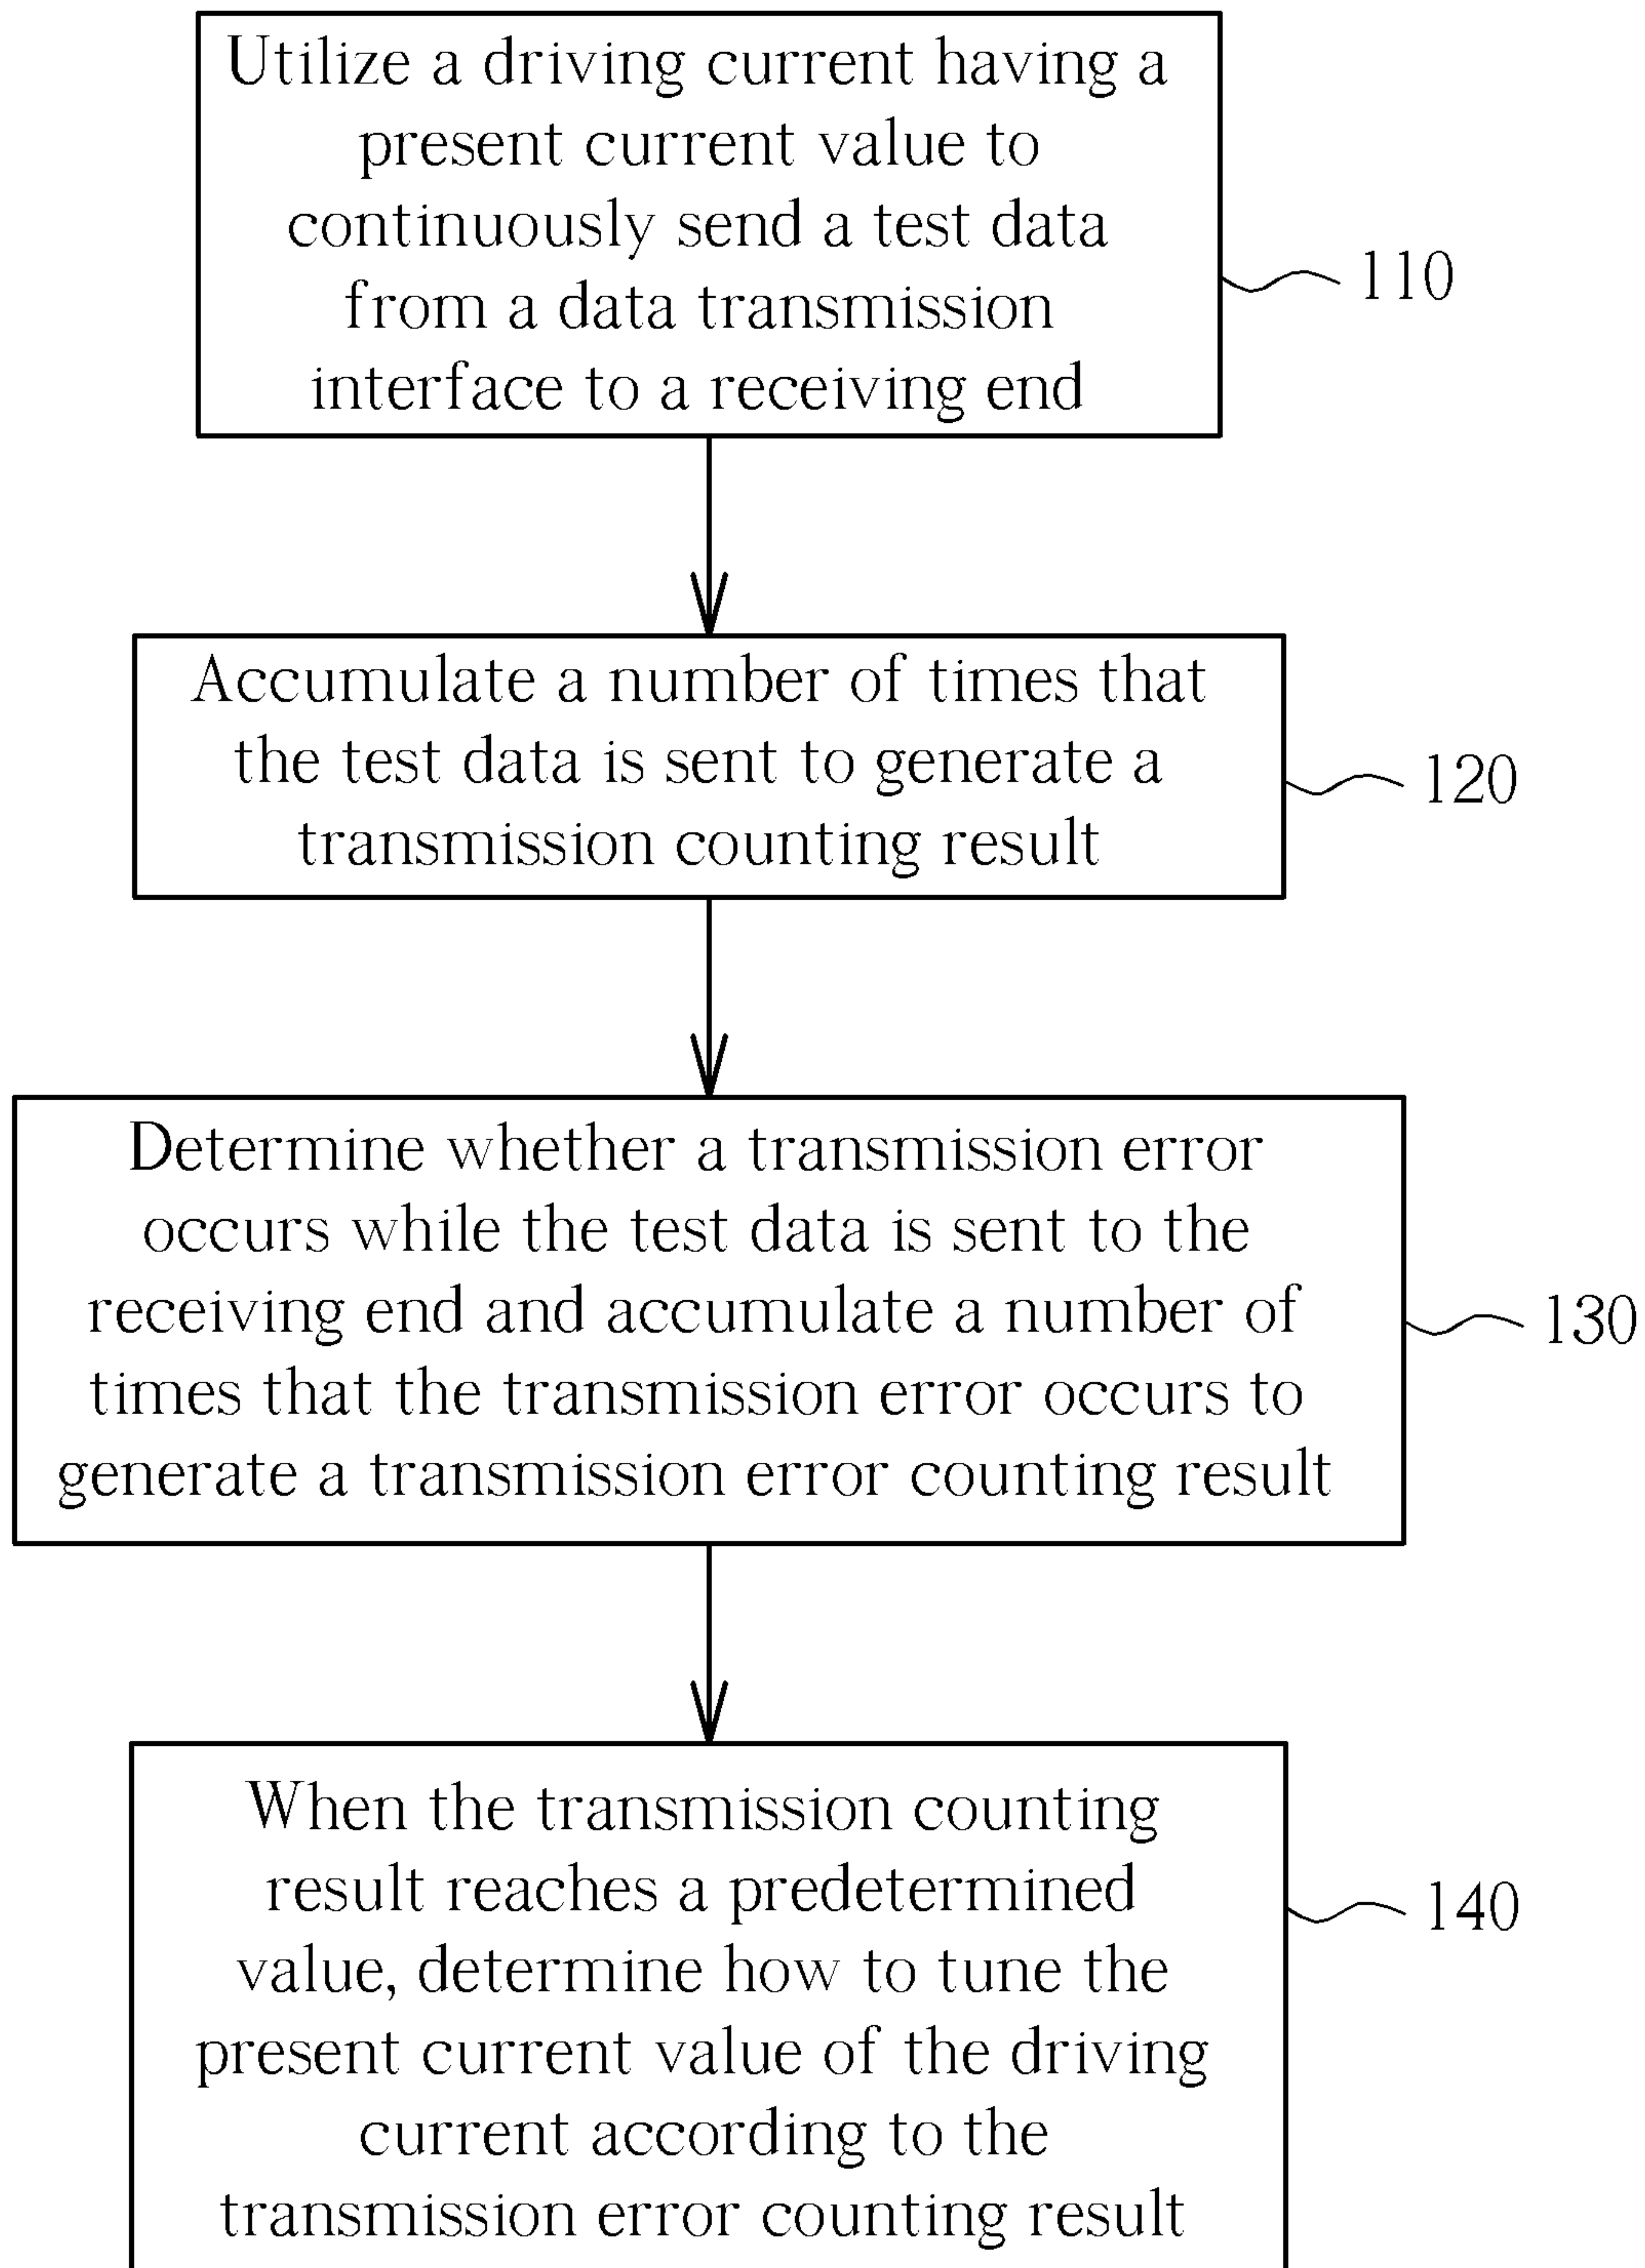 Utilize a driving current having a
present current value to
continuously send a test data
from a data transmission
interface to a receiving end
110
Accumulate a number of times that
the test data is sent to generate a
transmission counting result
120
Determine whether a transmission error
occurs while the test data is sent to the
receiving end and accumulate a number of
times that the transmission error occurs to
generate a transmission error counting result
130
When the transmission counting
result reaches a predetermined
value, determine how to tune the
present current value of the driving
current according to the
transmission error counting result
140